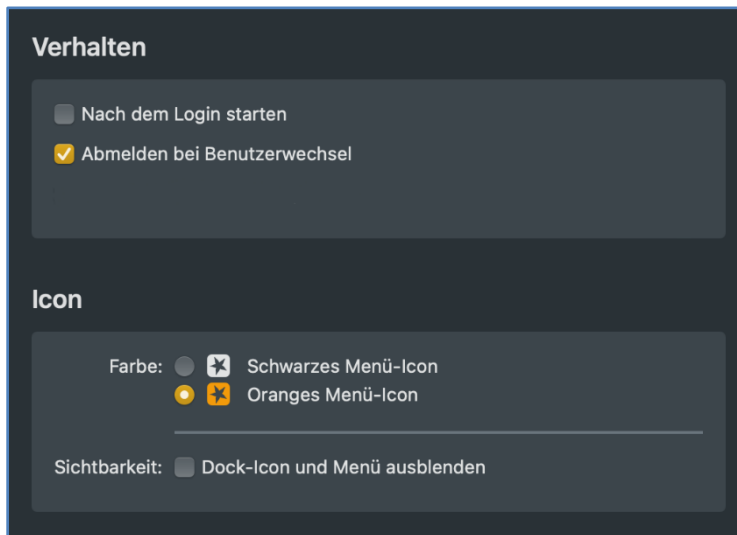 Verhalten
Nach dem Login starten
Abmelden bei Benutzerwechsel
Icon
Farbe: Schwarzes Menü-Icon
Oranges Menü-Icon
Sichtbarkeit: Dock-Icon und Menü ausblenden